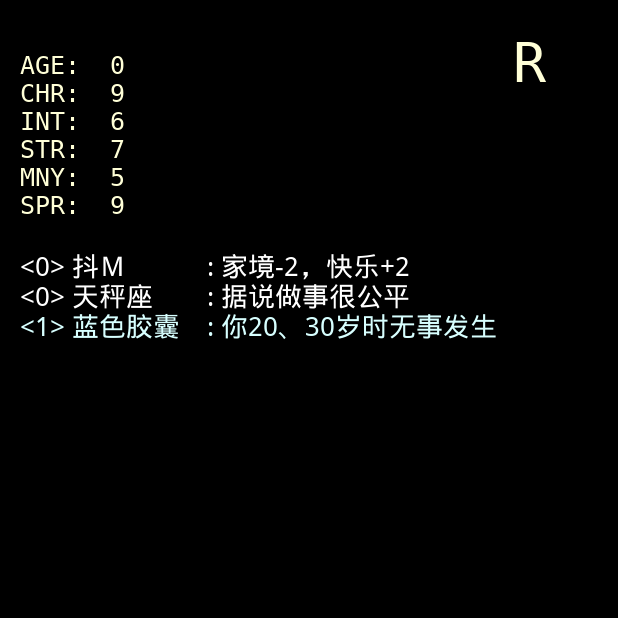 R
AGE: 0
CHR: 9
INT: 6
STR: 7
MNY: 5
SPR: 9
<0> 抖M : 家境-2，快乐+2
<0> 天秤座 : 据说做事很公平
<1> 蓝色胶囊 : 你20、30岁时无事发生